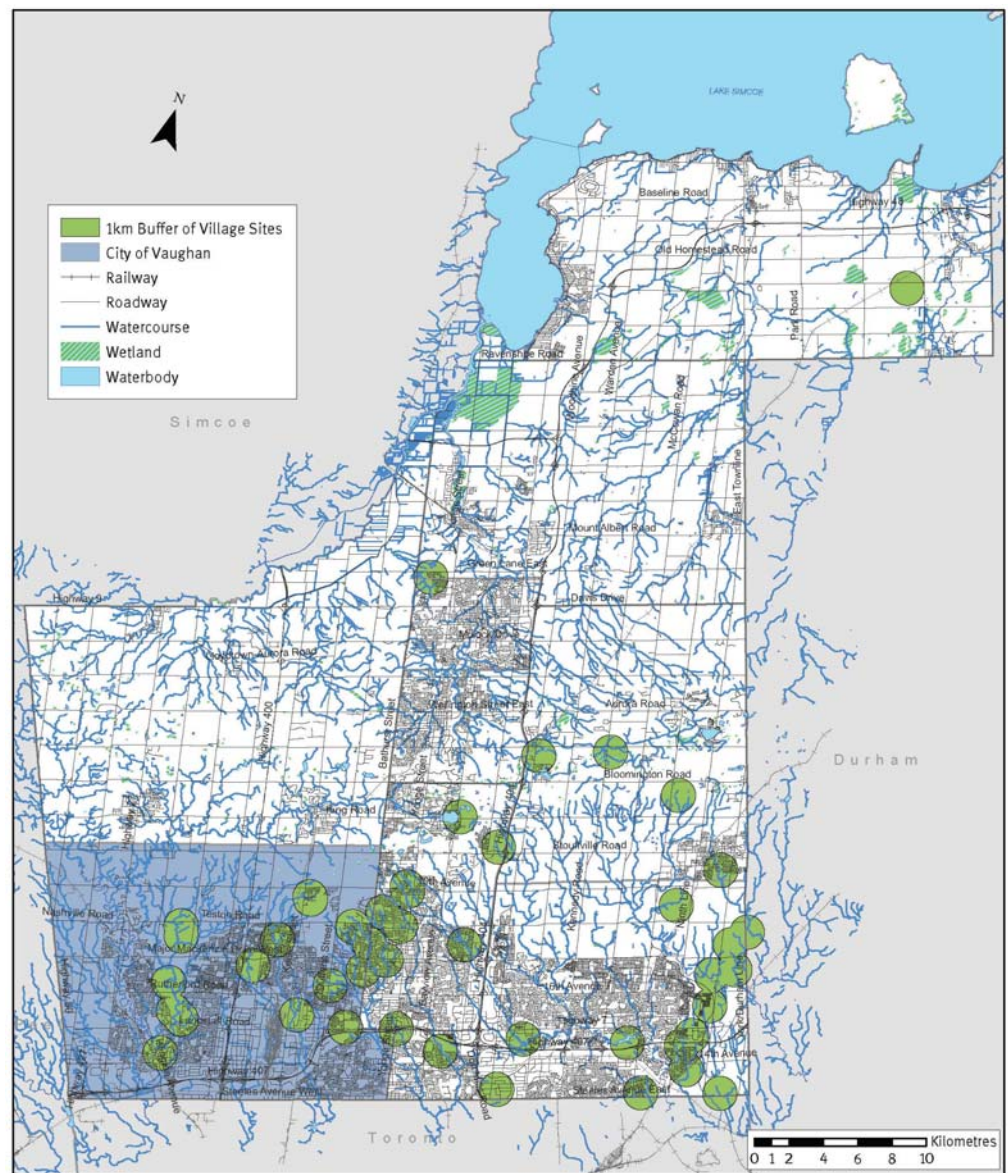 LAKE SIMCOE
N
Baseline Road
Highway 48
1km Buffer of Village Sites
City of Vaughan
Railway
Roadway
Watercourse
Wetland
Waterbody
Old Homestead Road
Park Road
Ravenshoe Road
Woodbine Avenue
Warden Avenue
McCowan Road
Simcoe
East Townline
Mount Albert Road
Green Lane East
Highway 9
Davis Drive
Highway 400
Bathurst Street
Wellington Street East
Aurora Road
Durham
Bloomington Road
King Road
Stouffville Road
Kennedy Road
Nashville Road
Teston Road
Rutherford Road
16th Avenue
Highway 7
Langstaff Road
14th Avenue
Highway 407
Steeles Avenue West
Steeles Avenue East
Toronto
Kilometres
0 1 2 4 6 8 10